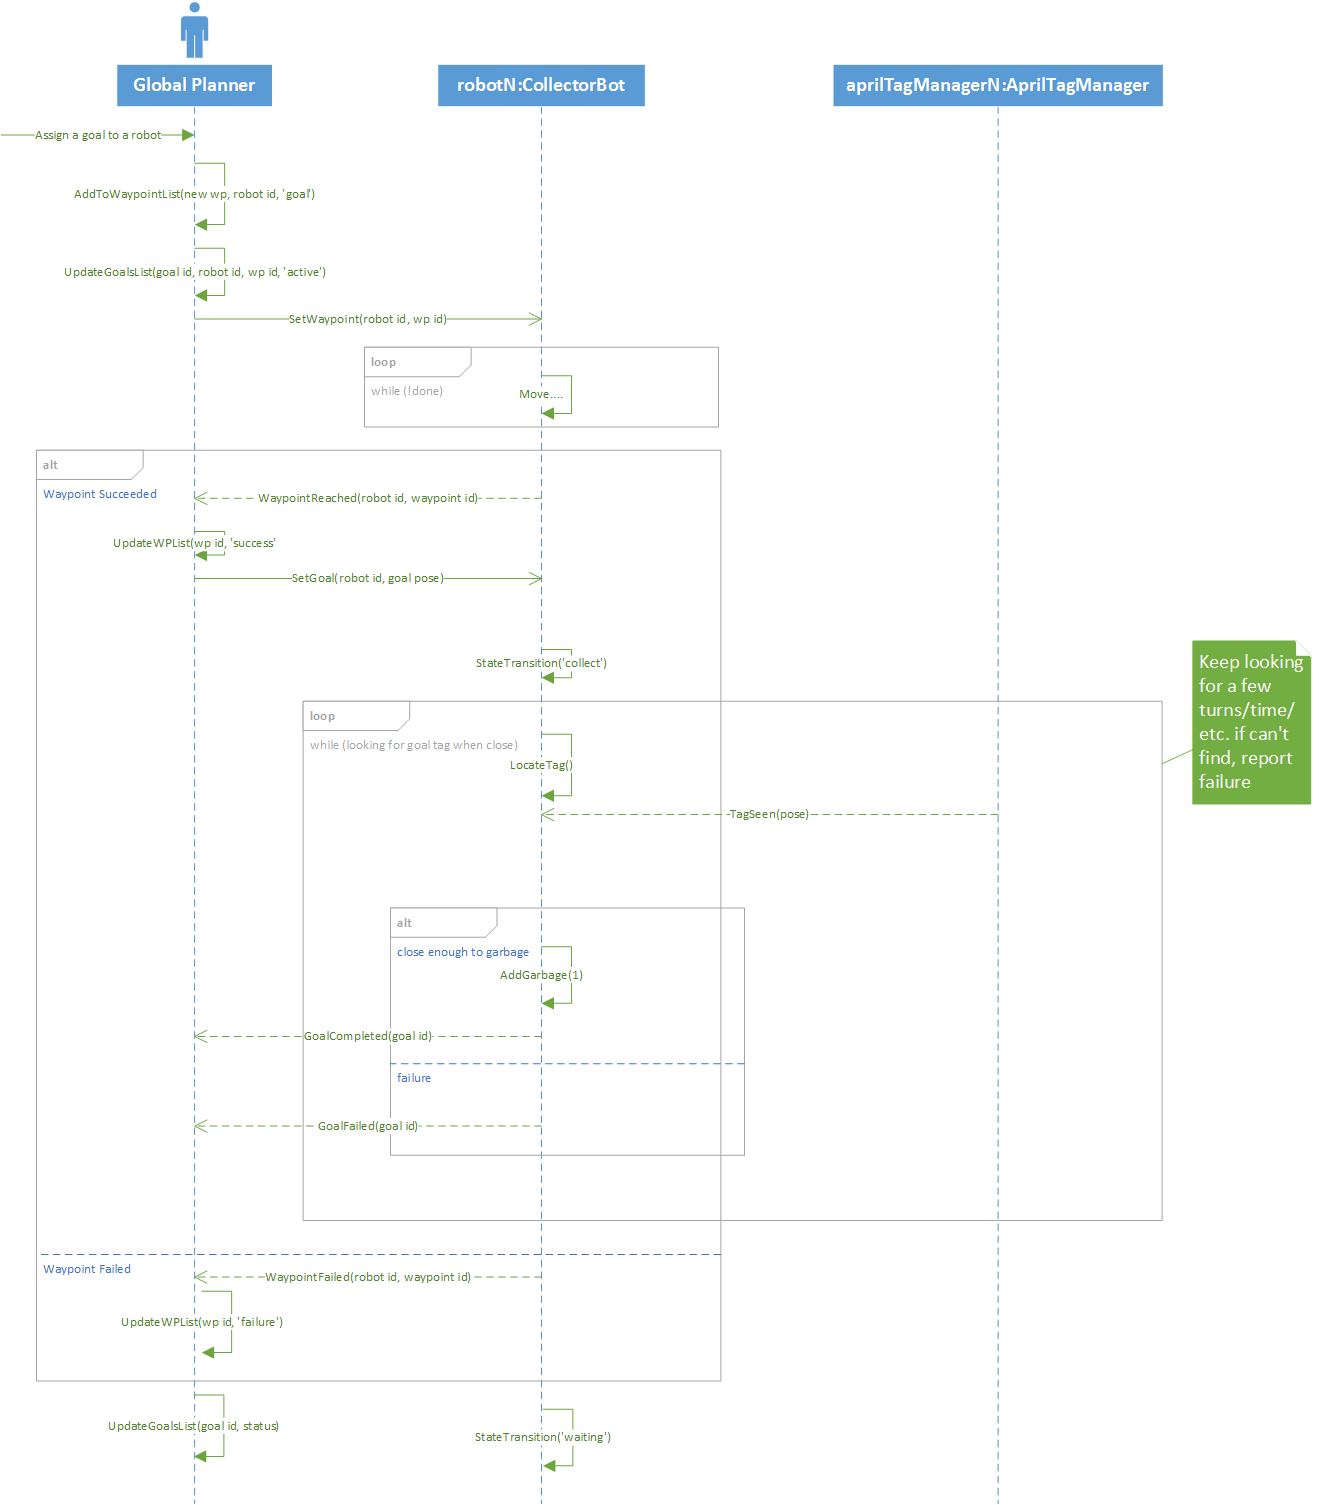 Global Planner
robotN:CollectorBot
aprilTagManagerN:AprilTagManager
Assign a goal to a robot
AddToWaypointList(new wp, robot id, 'goal')
UpdateGoalsList(goal id, robot id, wp id, 'active')
SetWaypoint(robot id, wp id)
loop
while (!done)
Move....
alt
Waypoint Succeeded
WaypointReached(robot id, waypoint id)
UpdateWPList(wp id, 'success'
SetGoal(robot id, goal pose)
StateTransition('collect')
Keep looking
for a few
turns/time/
etc. if can't
find, report
failure
loop
while (looking for goal tag when close)
LocateTag()
TagSeen(pose)
alt
close enough to garbage
AddGarbage(1)
GoalCompleted(goal id)
failure
GoalFailed(goal id)
Waypoint Failed
WaypointFailed(robot id, waypoint id)
UpdateWPList(wp id, 'failure')
UpdateGoalsList(goal id, status)
StateTransition('waiting')